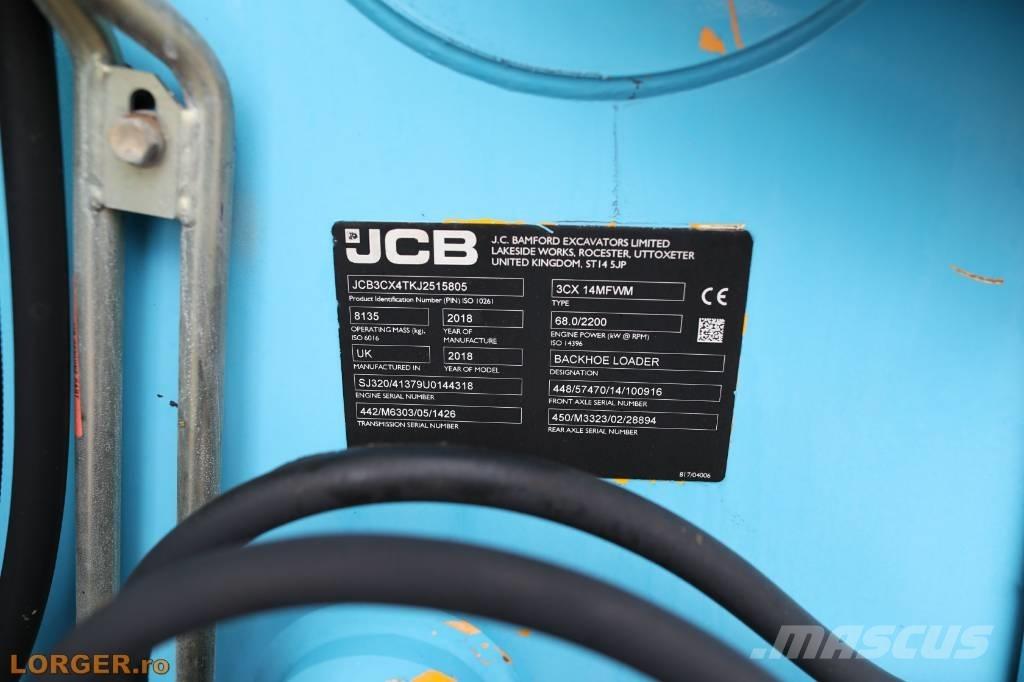 JCB
J.C. BAMFORD EXCAVATORS LIMITED
LAKESIDE WORKS, ROCESTER, UTTOXETER
UNITED KINGDOM, ST14 5JP
JCB3CX4TKJ2515805
Product Identification Number (PIN) ISO 10261
8135
OPERATING MASS (kg),
ISO 6016
2018
YEAR OF
MANUFACTURE
UK
MANUFACTURED IN
2018
YEAR OF MODEL
SJ320/41379U0144318
ENGINE SERIAL NUMBER
442/M6303/05/1426
TRANSMISSION SERIAL NUMBER
3CX 14MFWM
TYPE
CE
68.0/2200
ENGINE POWER (kW @ RPM)
ISO 14396
BACKHOE LOADER
DESIGNATION
448/57470/14/100916
FRONT AXLE SERIAL NUMBER
450/M3323/02/28894
REAR AXLE SERIAL NUMBER
817/04006
LORGER.ro
MASCUS